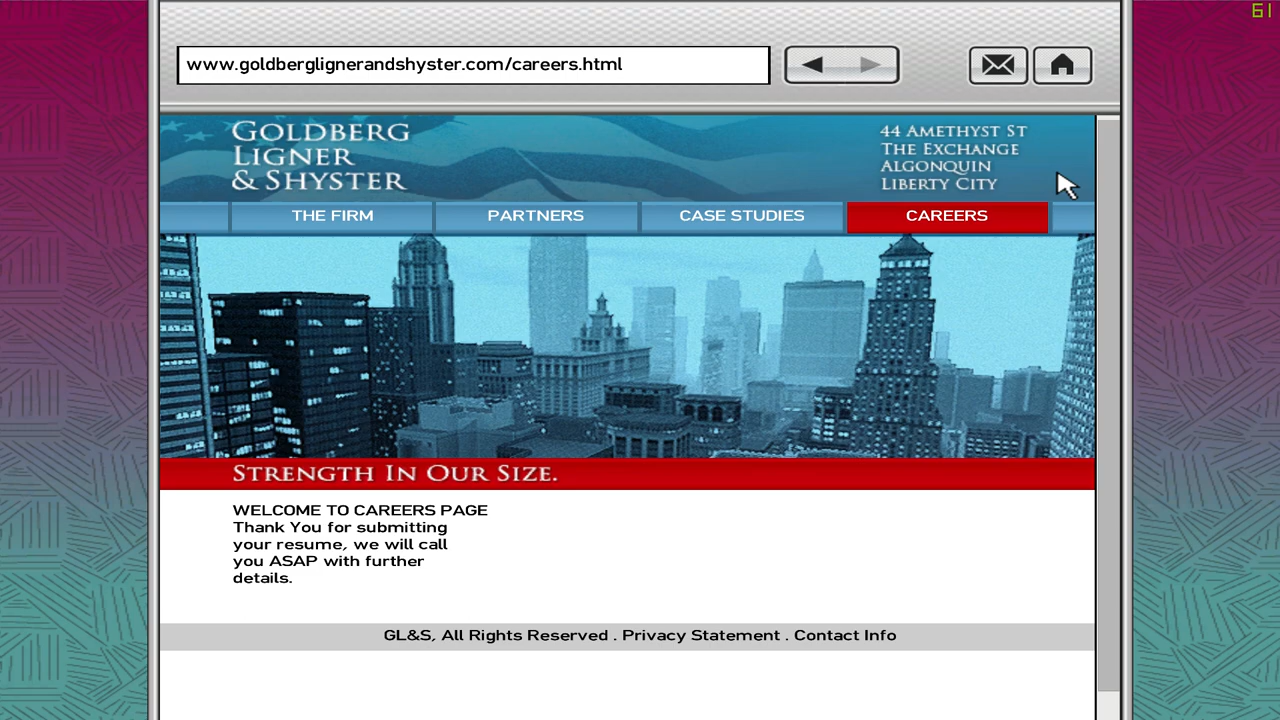 61
www.goldberglignerandshyster.com/careers.html
GOLDBERG
LIGNER
& SHYSTER
44 AMETHYST ST
THE EXCHANGE
ALGONQUIN
LIBERTY CITY
THE FIRM
PARTNERS
CASE STUDIES
CAREERS
STRENGTH IN OUR SIZE.
WELCOME TO CAREERS PAGE
Thank You for submitting
your resume, we will call
you ASAP with further
details.
GL&S, All Rights Reserved . Privacy Statement . Contact Info